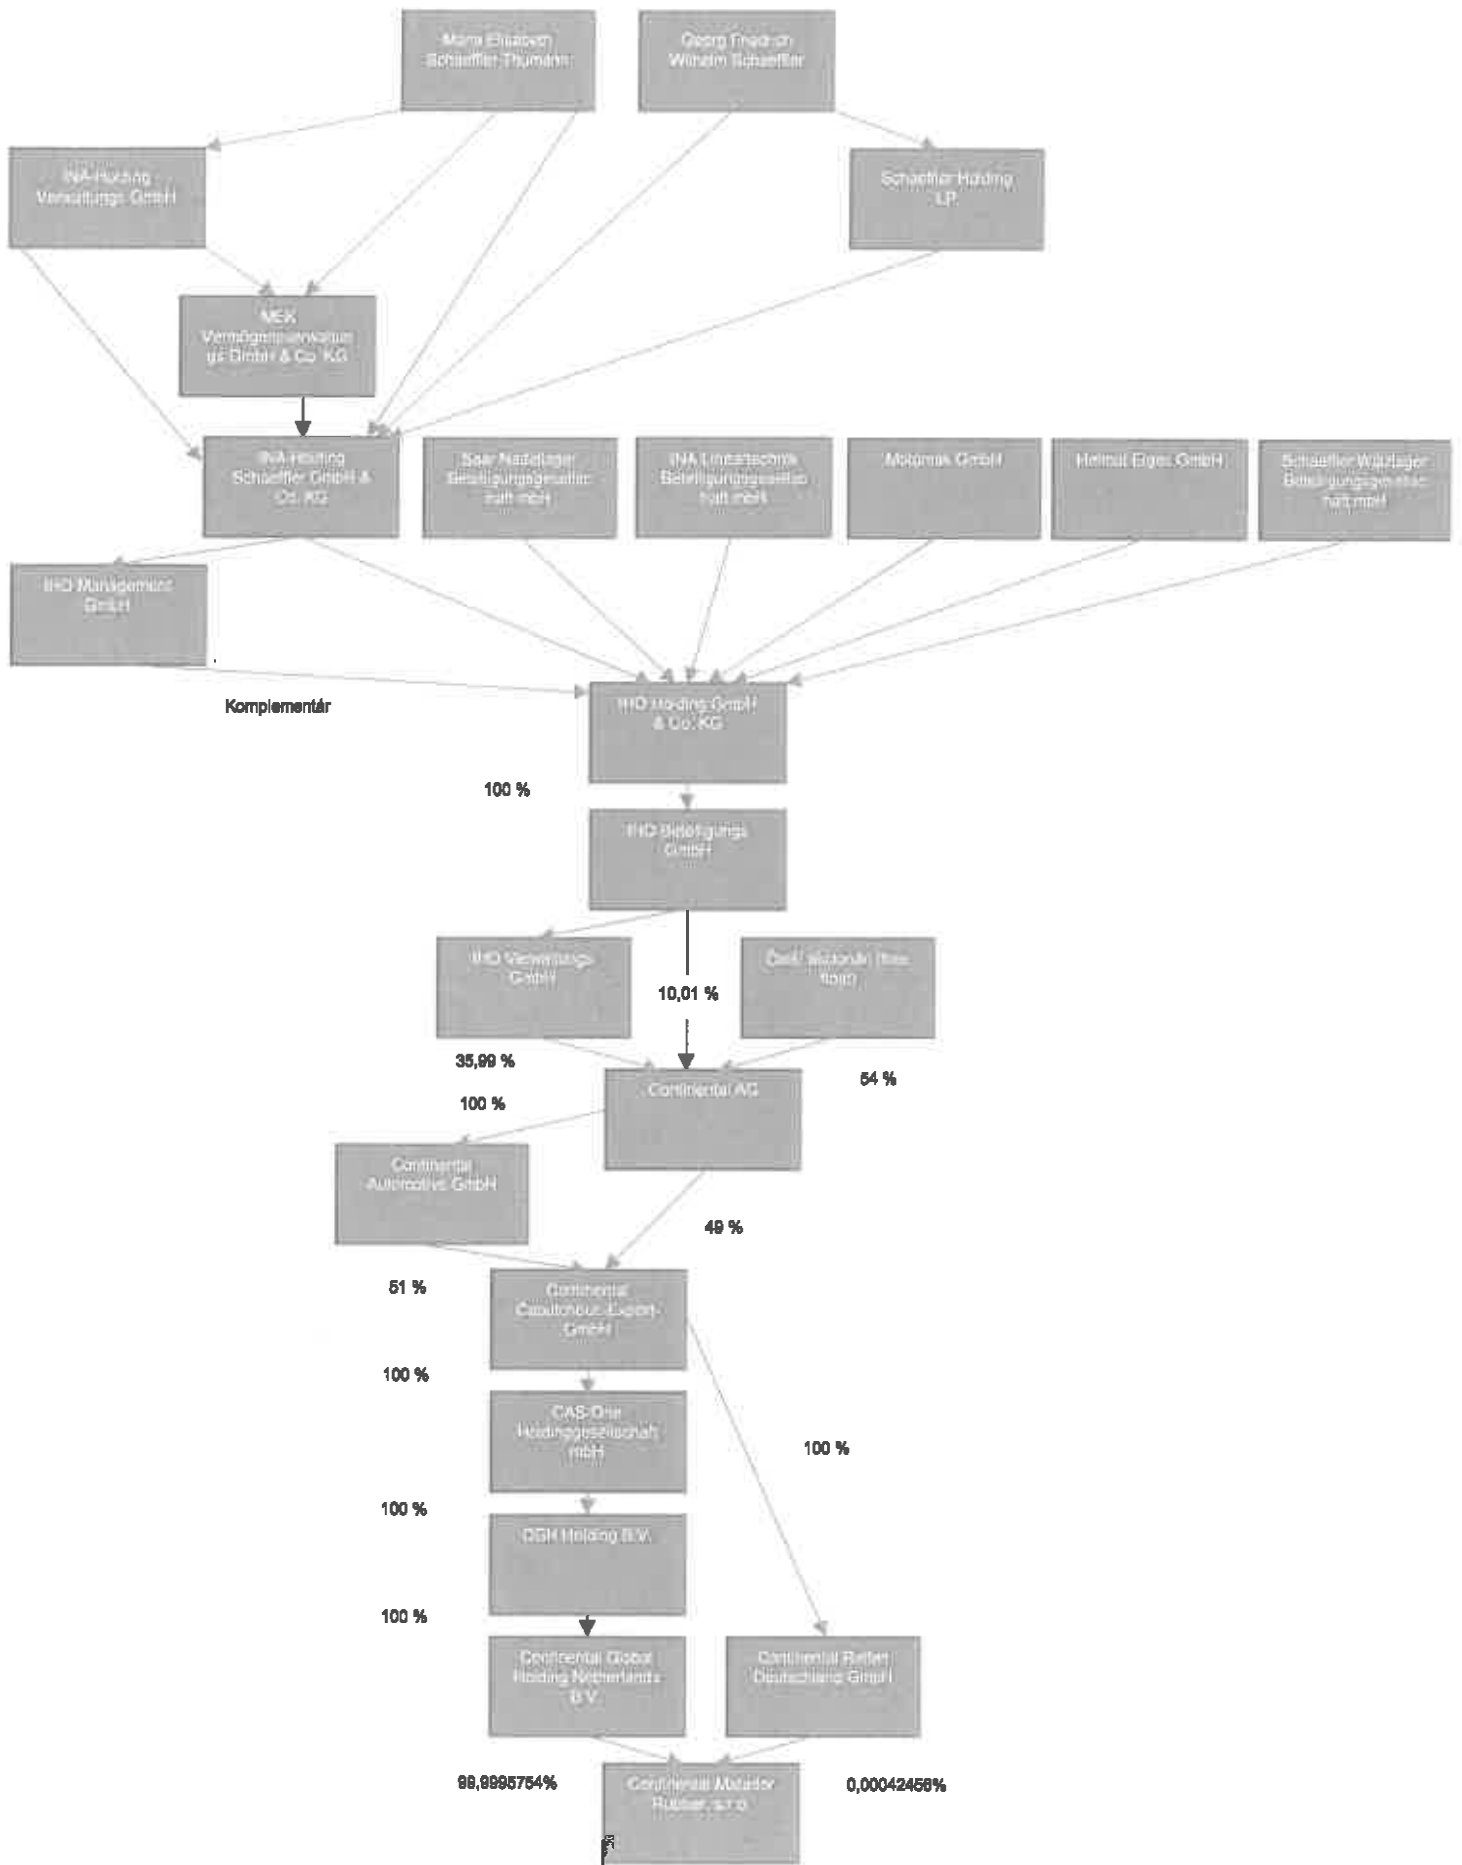 Maria Elisabeth
Schaeffler-Thumann
Georg Friedrich
Wilhelm Schaeffler
INA-Holding
Verwaltungs GmbH
Schaeffler Holding
LP
MEK
Vermögensverwaltun
gs GmbH & Co. KG
INA-Holding
Schaeffler GmbH &
Co. KG
Saar Nadellager
Beteiligungsgesellsc
haft mbH
INA Lineartechnik
Beteiligungsgesellsc
haft mbH
Motomak GmbH
Helmut Elges GmbH
Schaeffler Wälzlager
Beteiligungsgesellsc
haft mbH
IHO Management
GmbH
Komplementár
IHO Holding GmbH
& Co. KG
100 %
IHO Beteiligungs
GmbH
IHO Verwaltungs
GmbH
10,01 %
akcionári (free
float)
35,99 %
54 %
Continental AG
100 %
Continental
Automotive GmbH
49 %
51 %
Continental
Caoutchouc-Export-
GmbH
100 %
CAS-One
Holdinggesellschaft
mbH
100 %
100 %
CGH Holding B.V.
100 %
Continental Global
Holding Netherlands
B.V.
Continental Reifen
Deutschland GmbH
99,9995754%
Continental Matador
Rubber, s.r.o.
0,00042456%